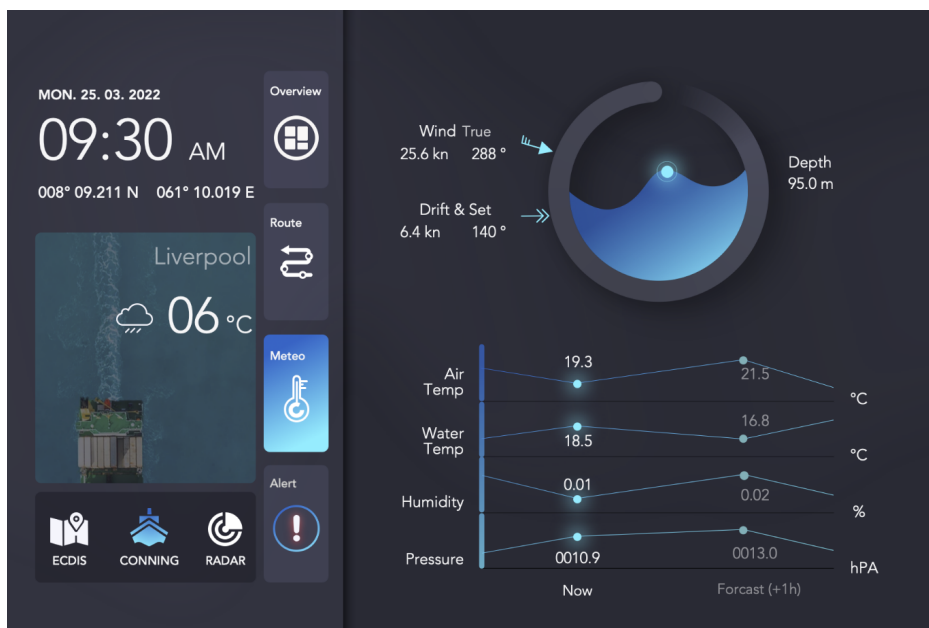 MON. 25. 03. 2022
09:30 AM
008° 09.211 N 061° 10.019 E
Liverpool
06 °C
ECDIS CONNING RADAR
Overview
Route
Meteo
Alert
Wind True
25.6 kn 288 °
Drift & Set
6.4 kn 140 °
Depth
95.0 m
Air
Temp
19.3
21.5
°C
Water
Temp
18.5
16.8
°C
Humidity
0.01
0.02
%
Pressure
0010.9
0013.0
hPA
Now
Forcast (+1h)